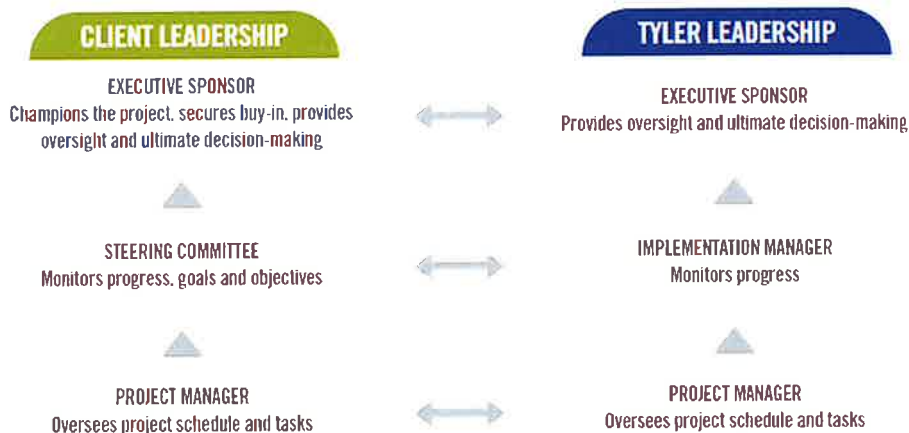 CLIENT LEADERSHIP
EXECUTIVE SPONSOR
Champions the project, secures buy-in, provides
oversight and ultimate decision-making
STEERING COMMITTEE
Monitors progress, goals and objectives
PROJECT MANAGER
Oversees project schedule and tasks
TYLER LEADERSHIP
EXECUTIVE SPONSOR
Provides oversight and ultimate decision-making
IMPLEMENTATION MANAGER
Monitors progress
PROJECT MANAGER
Oversees project schedule and tasks